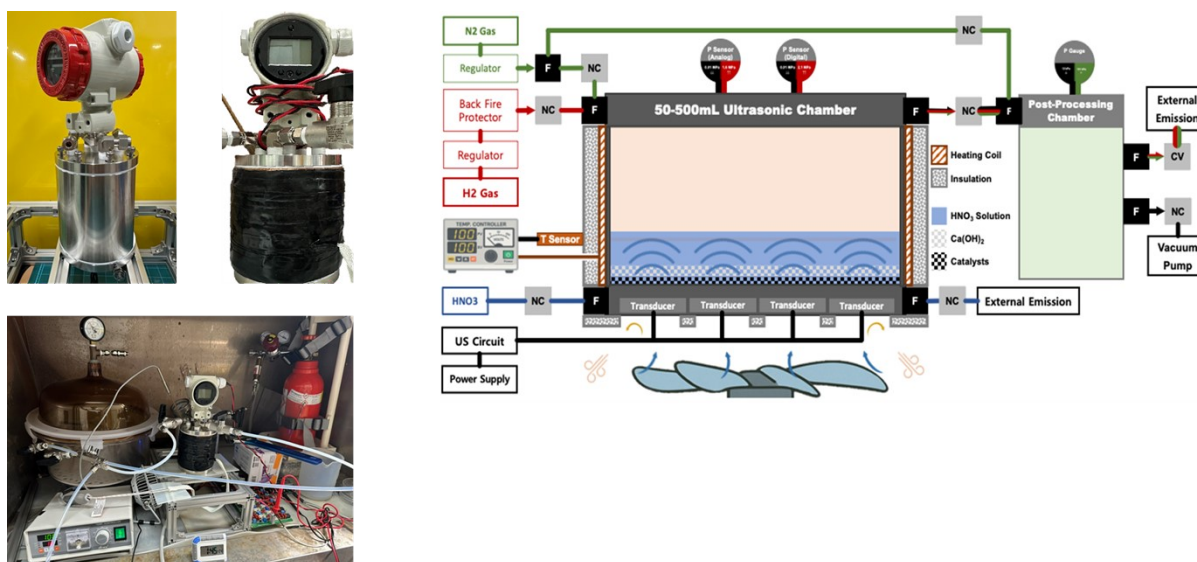 N2 Gas
Regulator
F
NC
NC
P Sensor
(Analog)
P Sensor
(Digital)
P Gauge
Back Fire
Protector
NC
F
50-500mL Ultrasonic Chamber
F
NC
F
Post-Processing
Chamber
External
Emission
Regulator
H2 Gas
Heating Coil
Insulation
F
CV
TEMP. CONTROLLER
100
100
T Sensor
HNO₃ Solution
Ca(OH)₂
Catalysts
F
NC
Vacuum
Pump
HNO3
NC
F
Transducer
Transducer
Transducer
Transducer
F
NC
External Emission
US Circuit
Power Supply